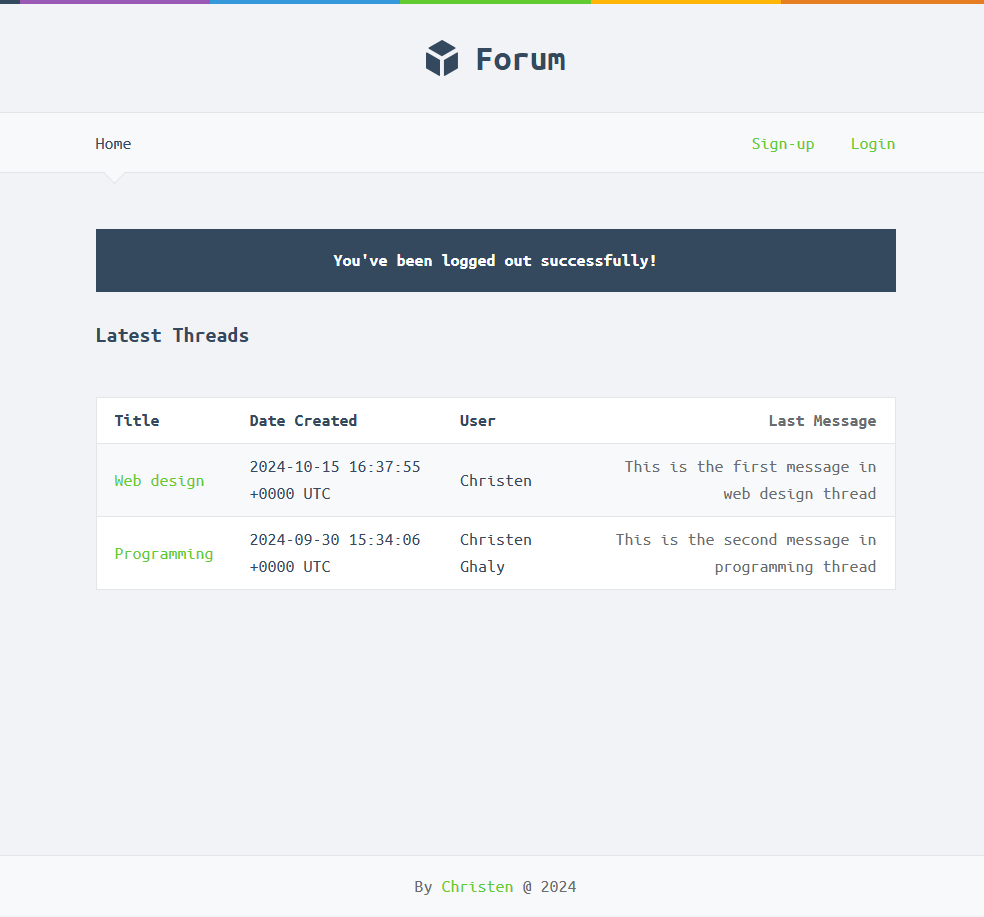 Forum
Home Sign-up Login
You've been logged out successfully!
Latest Threads
Title Date Created User Last Message
Web design 2024-10-15 16:37:55 +0000 UTC Christen This is the first message in web design thread
Programming 2024-09-30 15:34:06 +0000 UTC Christen Ghaly This is the second message in programming thread
By Christen @ 2024